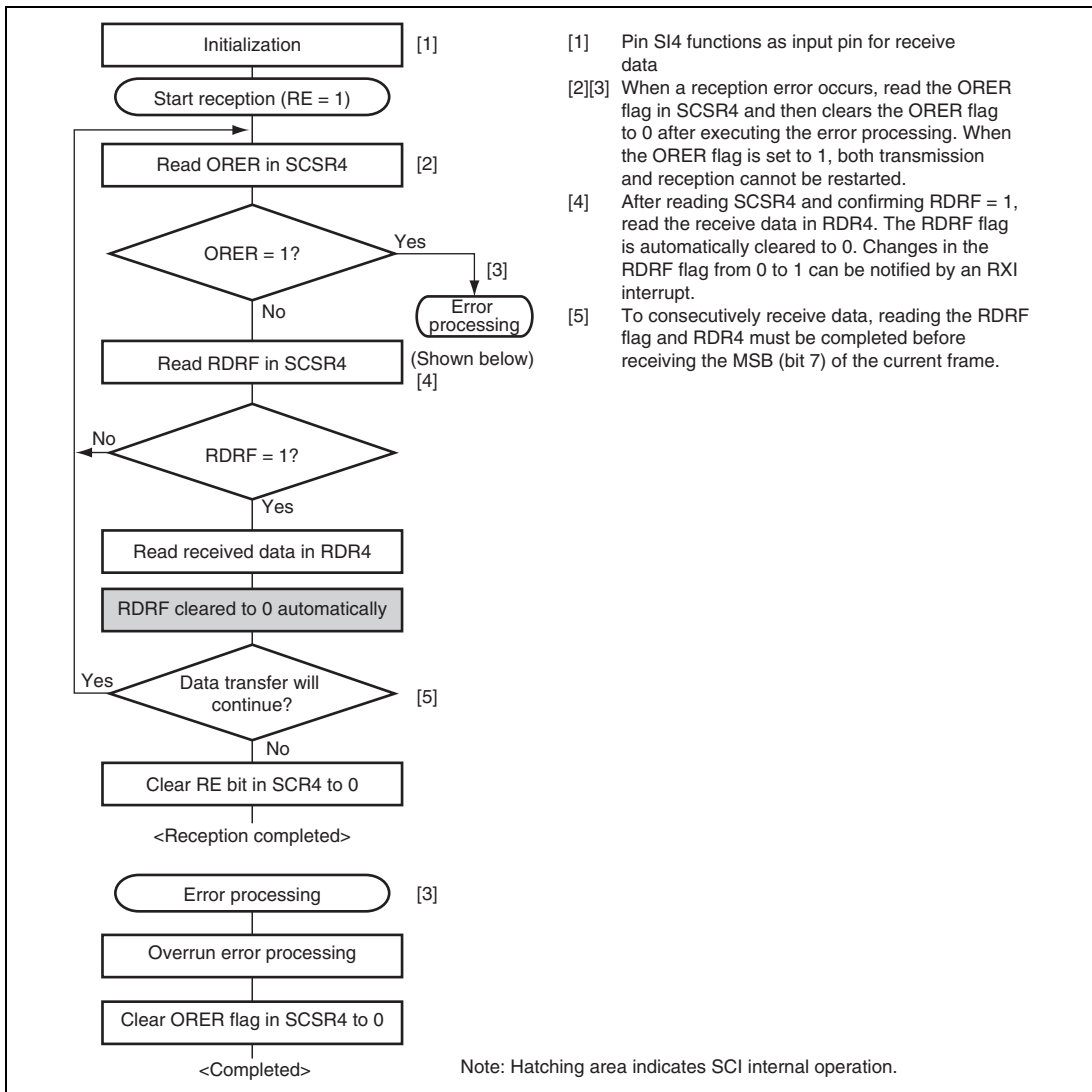 Initialization
[1]
Start reception (RE = 1)
Read ORER in SCSR4
[2]
ORER = 1?
Yes
[3]
No
Error
processing
(Shown below)
Read RDRF in SCSR4
[4]
No
RDRF = 1?
Yes
Read received data in RDR4
RDRF cleared to 0 automatically
Yes
Data transfer will
continue?
[5]
No
Clear RE bit in SCR4 to 0
<Reception completed>
Error processing
[3]
Overrun error processing
Clear ORER flag in SCSR4 to 0
<Completed>
[1] Pin SI4 functions as input pin for receive
data
[2][3] When a reception error occurs, read the ORER
flag in SCSR4 and then clears the ORER flag
to 0 after executing the error processing. When
the ORER flag is set to 1, both transmission
and reception cannot be restarted.
[4] After reading SCSR4 and confirming RDRF = 1,
read the receive data in RDR4. The RDRF flag
is automatically cleared to 0. Changes in the
RDRF flag from 0 to 1 can be notified by an RXI
interrupt.
[5] To consecutively receive data, reading the RDRF
flag and RDR4 must be completed before
receiving the MSB (bit 7) of the current frame.
Note: Hatching area indicates SCI internal operation.